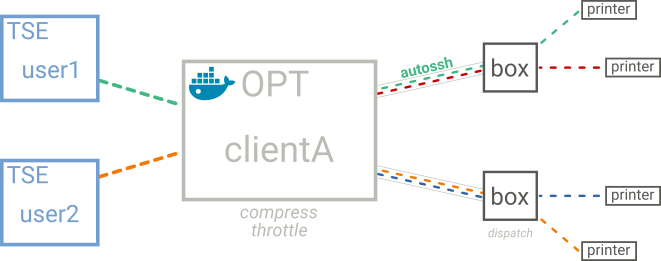 TSE
user1
TSE
user2
OPT
clientA
compress
throttle
autossh
box
box
dispatch
printer
printer
printer
printer